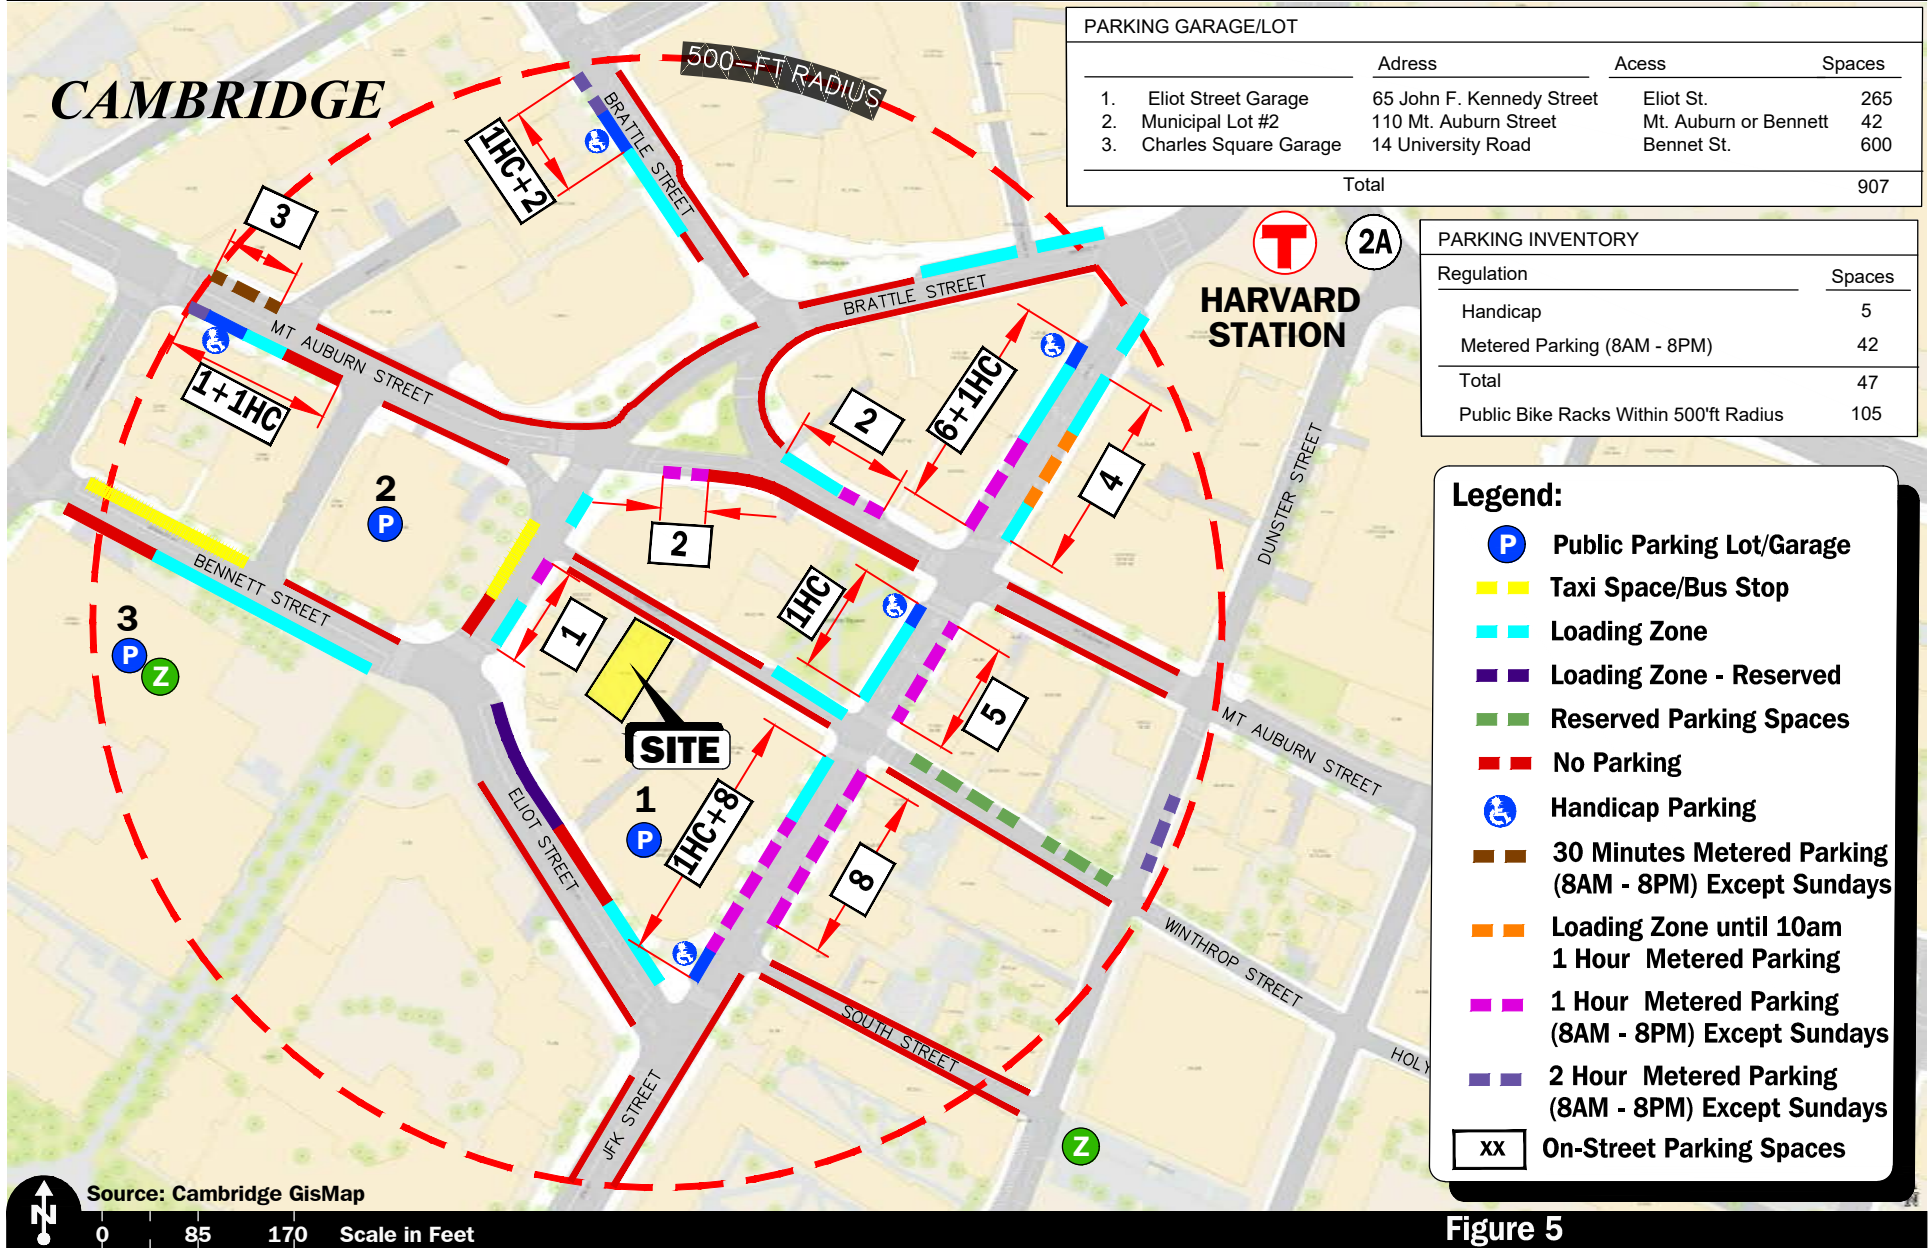 CAMBRIDGE
500-FT RADIUS
PARKING GARAGE/LOT
Adress Acess Spaces
1. Eliot Street Garage 65 John F. Kennedy Street Eliot St. 265
2. Municipal Lot #2 110 Mt. Auburn Street Mt. Auburn or Bennett 42
3. Charles Square Garage 14 University Road Bennet St. 600
Total 907
PARKING INVENTORY
Regulation Spaces
Handicap 5
Metered Parking (8AM - 8PM) 42
Total 47
Public Bike Racks Within 500'ft Radius 105
T
2A
HARVARD
STATION
BRATTLE STREET
1HC+2
3
MT AUBURN STREET
1+1HC
BRATTLE STREET
6+1HC
2
4
DUNSTER STREET
2
P
2
1HC
BENNETT STREET
3
P
Z
1
5
SITE
MT AUBURN STREET
ELIOT STREET
1
P
1HC+8
8
WINTHROP STREET
SOUTH STREET
HOLY
JFK STREET
Z
Legend:
P Public Parking Lot/Garage
Taxi Space/Bus Stop
Loading Zone
Loading Zone - Reserved
Reserved Parking Spaces
No Parking
Handicap Parking
30 Minutes Metered Parking
(8AM - 8PM) Except Sundays
Loading Zone until 10am
1 Hour Metered Parking
1 Hour Metered Parking
(8AM - 8PM) Except Sundays
2 Hour Metered Parking
(8AM - 8PM) Except Sundays
XX On-Street Parking Spaces
Source: Cambridge GisMap
N
0 85 170 Scale in Feet
Figure 5